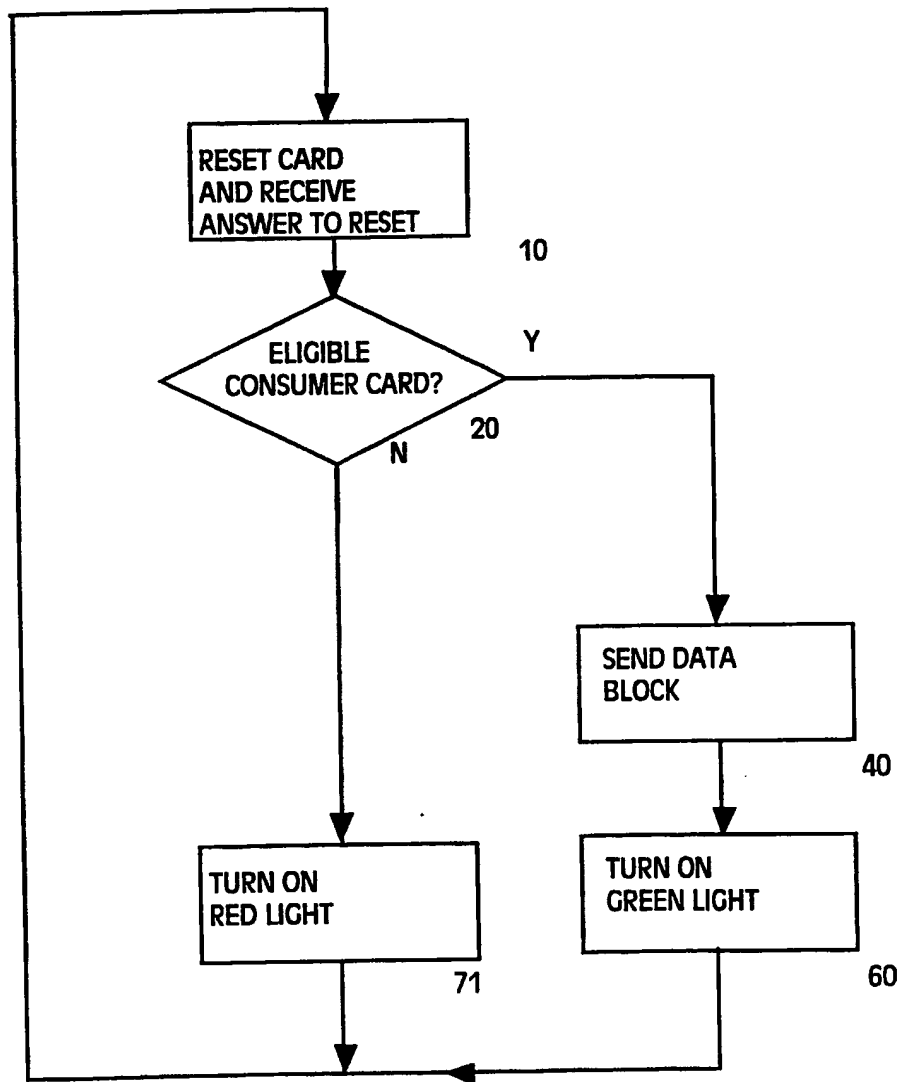 RESET CARD
AND RECEIVE
ANSWER TO RESET
10
ELIGIBLE
CONSUMER CARD?
Y
20
N
SEND DATA
BLOCK
40
TURN ON
RED LIGHT
71
TURN ON
GREEN LIGHT
60